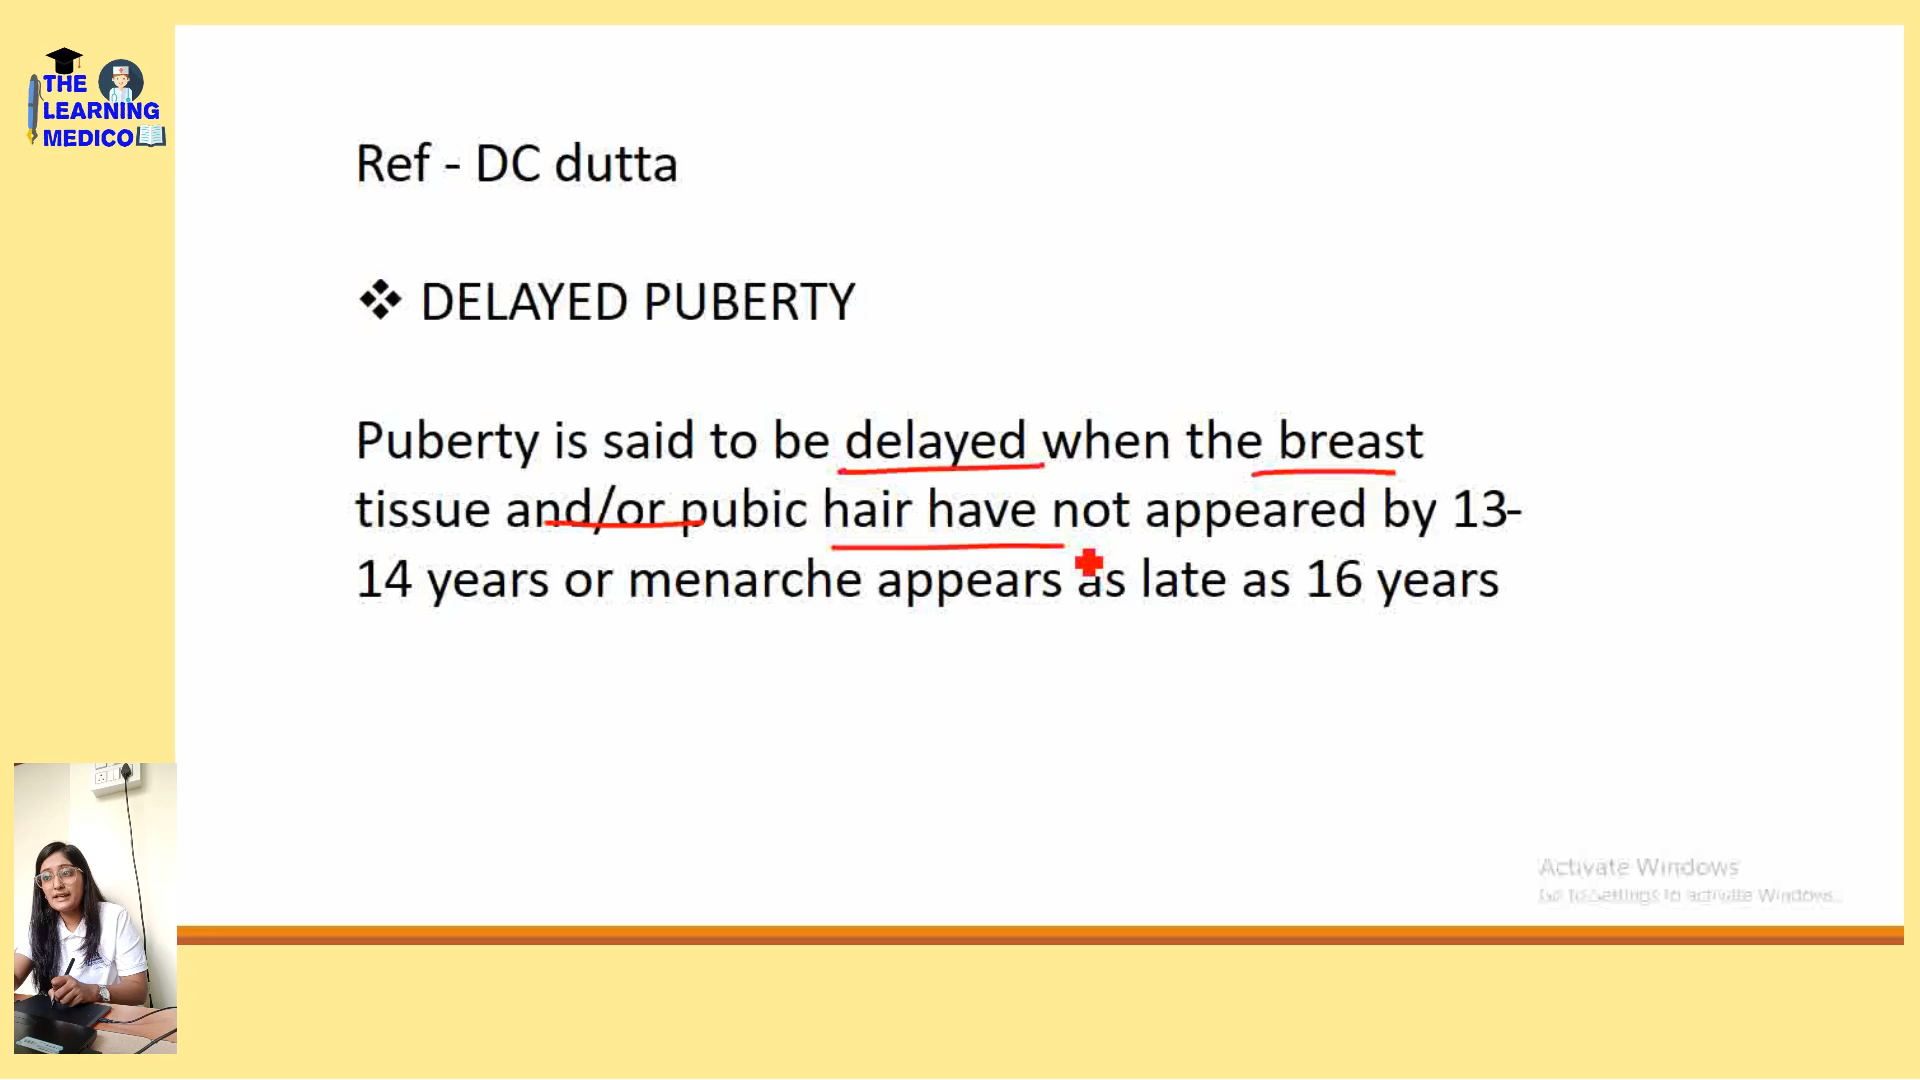 THE
LEARNING
MEDICO
Ref - DC dutta
❖ DELAYED PUBERTY
Puberty is said to be delayed when the breast
tissue and/or pubic hair have not appeared by 13-
14 years or menarche appears as late as 16 years
Activate Windows
Go to Settings to activate Windows.